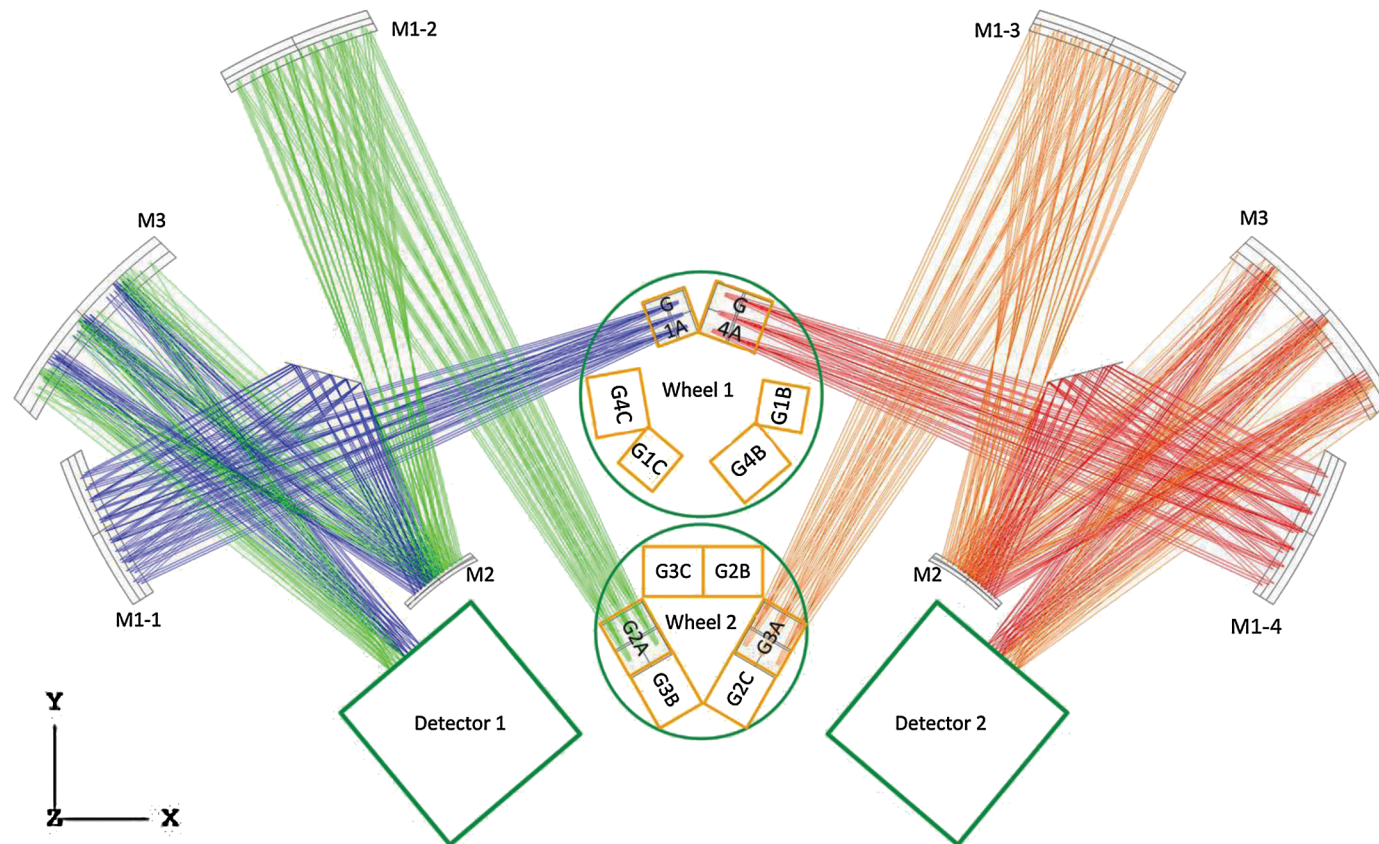 M1-2
M1-3
M3
M3
G
1A
G
4A
Wheel 1
G4C
G1B
G1C
G4B
M2
M2
M1-1
M1-4
G3C
G2B
Wheel 2
G2A
G3A
G3B
G2C
Detector 1
Detector 2
Y
Z
X